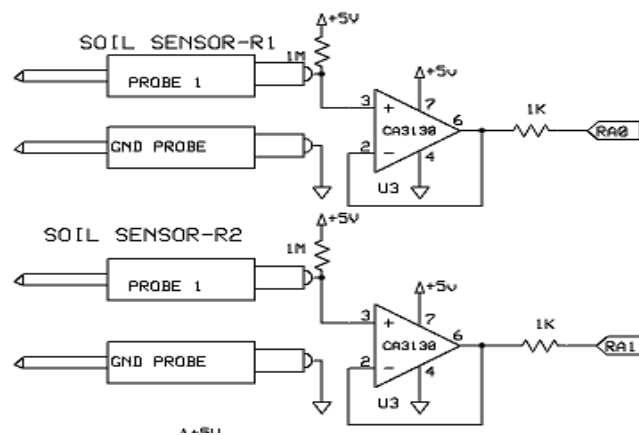 +5V
SOIL SENSOR-R1
1M
PROBE 1
+5V
3
+
7
6
CA3130
1K
RA0
GND PROBE
2
-
4
U3
+5V
SOIL SENSOR-R2
1M
PROBE 1
+5V
3
+
7
6
CA3130
1K
RA1
GND PROBE
2
-
4
U3
+5V